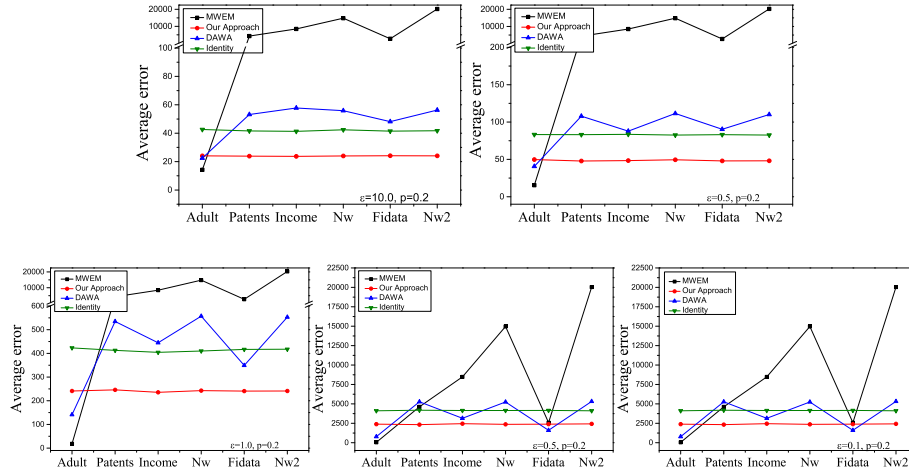 20000
10000
100
80
60
40
20
0
Average error
MWEM
Our Approach
DAWA
Identity
ε=10.0, p=0.2
Adult Patents Income Nw Fidata Nw2
20000
10000
200
150
100
50
0
Average error
MWEM
Our Approach
DAWA
Identity
ε=0.5, p=0.2
Adult Patents Income Nw Fidata Nw2
20000
10000
600
500
400
300
250
200
150
100
50
0
Average error
MWEM
Our Approach
DAWA
Identity
ε=1.0, p=0.2
Adult Patents Income Nw Fidata Nw2
22500
20000
17500
15000
12500
10000
7500
5000
2500
0
Average error
MWEM
Our Approach
DAWA
Identity
ε=0.5, p=0.2
Adult Patents Income Nw Fidata Nw2
22500
20000
17500
15000
12500
10000
7500
5000
2500
0
Average error
MWEM
Our Approach
DAWA
Identity
ε=0.1, p=0.2
Adult Patents Income Nw Fidata Nw2